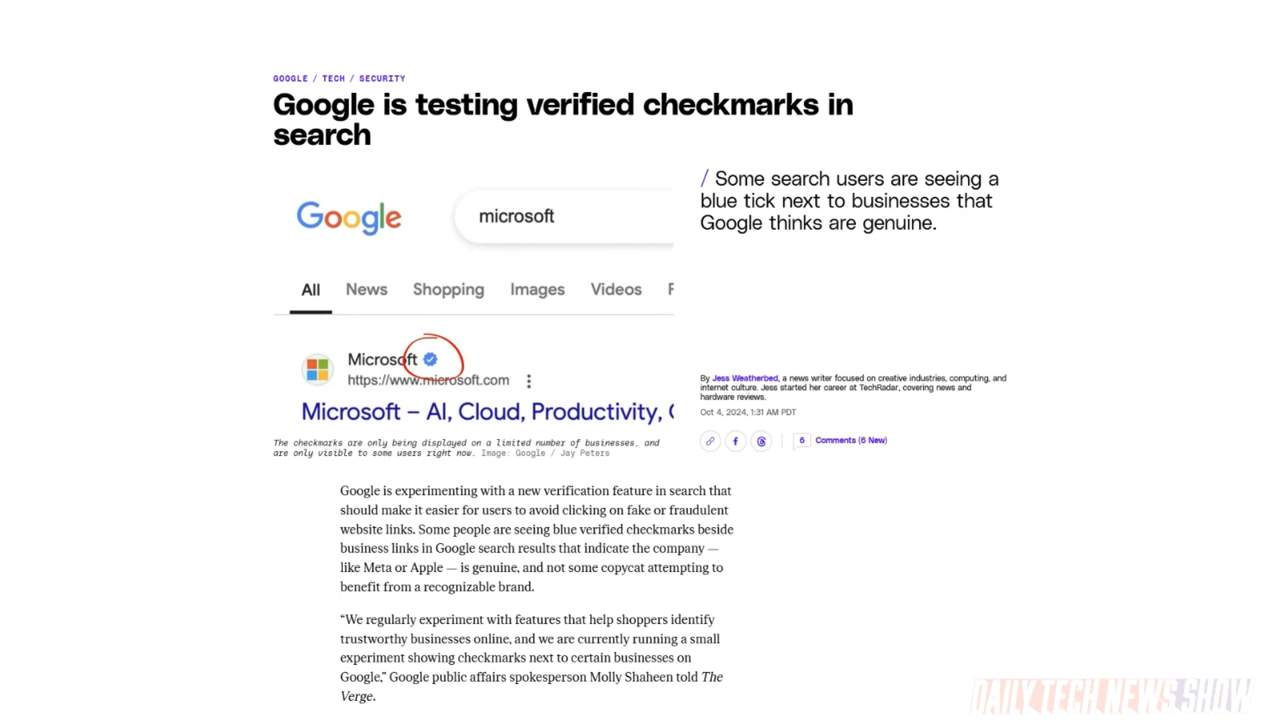 GOOGLE / TECH / SECURITY
Google is testing verified checkmarks in
search
/ Some search users are seeing a
blue tick next to businesses that
Google thinks are genuine.
Google
microsoft
All News Shopping Images Videos F
Microsoft
https://www.microsoft.com
Microsoft – AI, Cloud, Productivity, C
The checkmarks are only being displayed on a limited number of businesses, and
are only visible to some users right now. Image: Google / Jay Peters
By Jess Weatherbed, a news writer focused on creative industries, computing, and
internet culture. Jess started her career at TechRadar, covering news and
hardware reviews.
Oct 4, 2024, 1:31 AM PDT
6 Comments (6 New)
Google is experimenting with a new verification feature in search that
should make it easier for users to avoid clicking on fake or fraudulent
website links. Some people are seeing blue verified checkmarks beside
business links in Google search results that indicate the company —
like Meta or Apple — is genuine, and not some copycat attempting to
benefit from a recognizable brand.
“We regularly experiment with features that help shoppers identify
trustworthy businesses online, and we are currently running a small
experiment showing checkmarks next to certain businesses on
Google,” Google public affairs spokesperson Molly Shaheen told The
Verge.
DAILY TECH NEWS SHOW